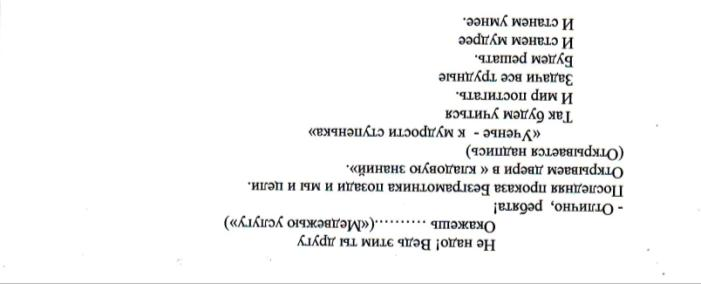 Не надо! Ведь этим ты другу
Окажешь ..........(«Медвежью услугу»)
- Отлично, ребята!
Последняя проказа Безграмотника позади и мы и цели.
Открываем двери в « кладовую знаний».
(Открывается надпись)
«Ученье - к мудрости ступенька»
Так будем учиться
И мир постигать.
Задачи все трудные
Будем решать.
И станем мудрее
И станем умнее.